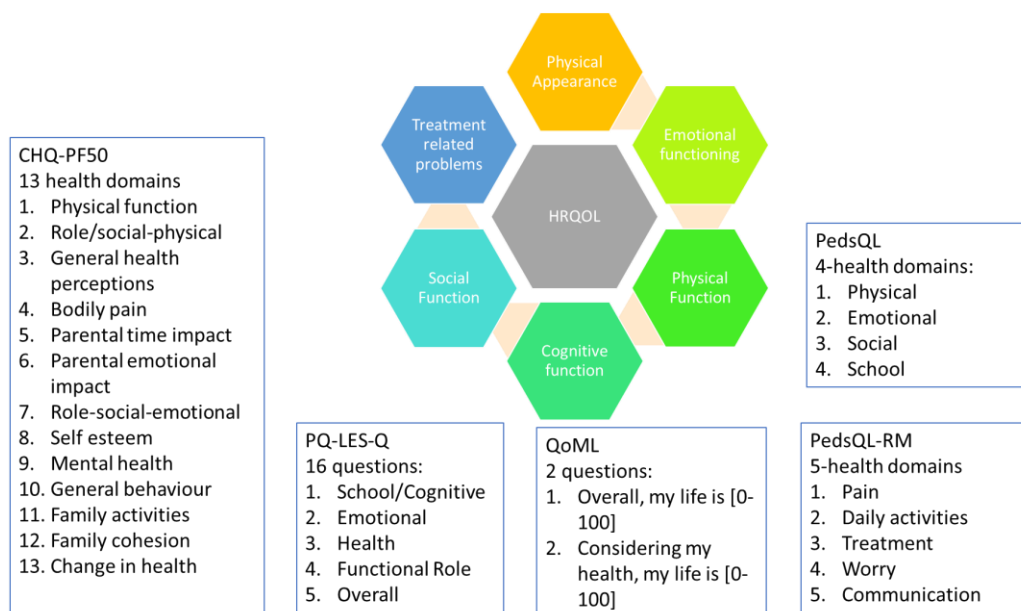 Physical
Appearance
Treatment
related
problems
Emotional
functioning
HRQOL
Social
Function
Physical
Function
Cognitive
function
CHQ-PF50
13 health domains
1. Physical function
2. Role/social-physical
3. General health
perceptions
4. Bodily pain
5. Parental time impact
6. Parental emotional
impact
7. Role-social-emotional
8. Self esteem
9. Mental health
10. General behaviour
11. Family activities
12. Family cohesion
13. Change in health
PQ-LES-Q
16 questions:
1. School/Cognitive
2. Emotional
3. Health
4. Functional Role
5. Overall
QoML
2 questions:
1. Overall, my life is [0-
100]
2. Considering my
health, my life is [0-
100]
PedsQL
4-health domains:
1. Physical
2. Emotional
3. Social
4. School
PedsQL-RM
5-health domains
1. Pain
2. Daily activities
3. Treatment
4. Worry
5. Communication